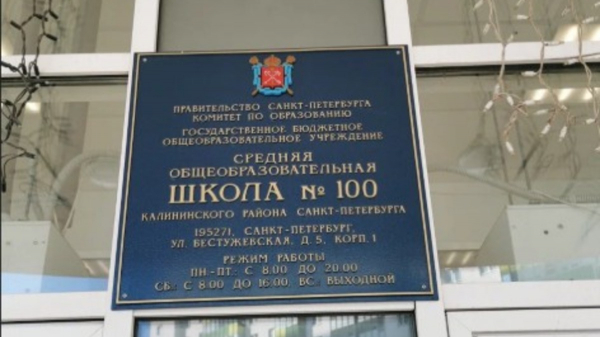 ПРАВИТЕЛЬСТВО САНКТ-ПЕТЕРБУРГА
КОМИТЕТ ПО ОБРАЗОВАНИЮ
ГОСУДАРСТВЕННОЕ БЮДЖЕТНОЕ
ОБЩЕОБРАЗОВАТЕЛЬНОЕ УЧРЕЖДЕНИЕ
СРЕДНЯЯ
ОБЩЕОБРАЗОВАТЕЛЬНАЯ
ШКОЛА № 100
КАЛИНИНСКОГО РАЙОНА САНКТ-ПЕТЕРБУРГА
195271, САНКТ-ПЕТЕРБУРГ,
УЛ. БЕСТУЖЕВСКАЯ, Д. 5, КОРП. 1
РЕЖИМ РАБОТЫ
ПН-ПТ.: С 8.00 ДО 20.00
СБ.: С 8.00 ДО 16.00, ВС.: ВЫХОДНОЙ